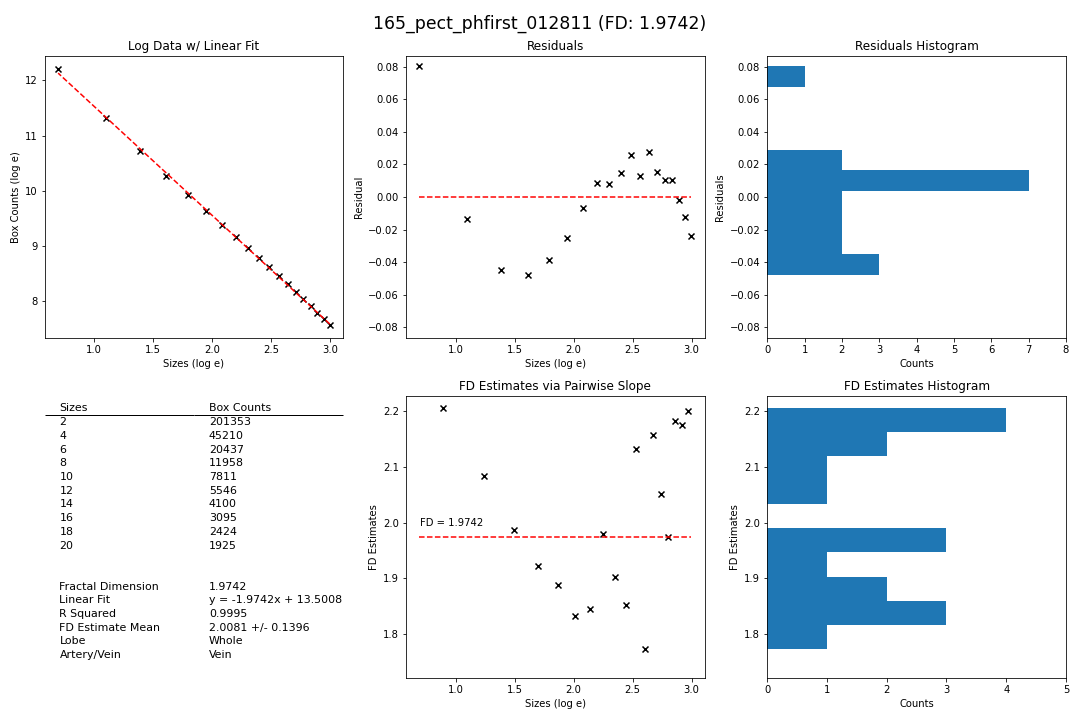 165_pect_phfirst_012811 (FD: 1.9742)
Log Data w/ Linear Fit
Box Counts (log e)
12
11
10
9
8
1.0 1.5 2.0 2.5 3.0
Sizes (log e)
Residuals
Residual
0.08
0.06
0.04
0.02
0.00
−0.02
−0.04
−0.06
−0.08
1.0 1.5 2.0 2.5 3.0
Sizes (log e)
Residuals Histogram
Residuals
0.08
0.06
0.04
0.02
0.00
−0.02
−0.04
−0.06
−0.08
0 1 2 3 4 5 6 7 8
Counts
Sizes Box Counts
2 201353
4 45210
6 20437
8 11958
10 7811
12 5546
14 4100
16 3095
18 2424
20 1925
Fractal Dimension 1.9742
Linear Fit y = -1.9742x + 13.5008
R Squared 0.9995
FD Estimate Mean 2.0081 +/- 0.1396
Lobe Whole
Artery/Vein Vein
FD Estimates via Pairwise Slope
FD Estimates
2.2
2.1
2.0
1.9
1.8
FD = 1.9742
1.0 1.5 2.0 2.5 3.0
Sizes (log e)
FD Estimates Histogram
FD Estimates
2.2
2.1
2.0
1.9
1.8
0 1 2 3 4 5
Counts